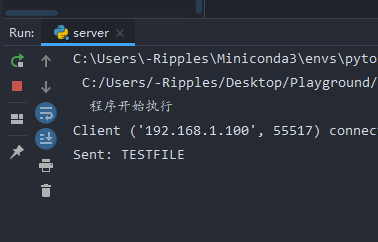 Run: server
C:\Users\-Ripples\Miniconda3\envs\pyto
C:/Users/-Ripples/Desktop/Playground/
程序开始执行
Client ('192.168.1.100', 55517) connec
Sent: TESTFILE